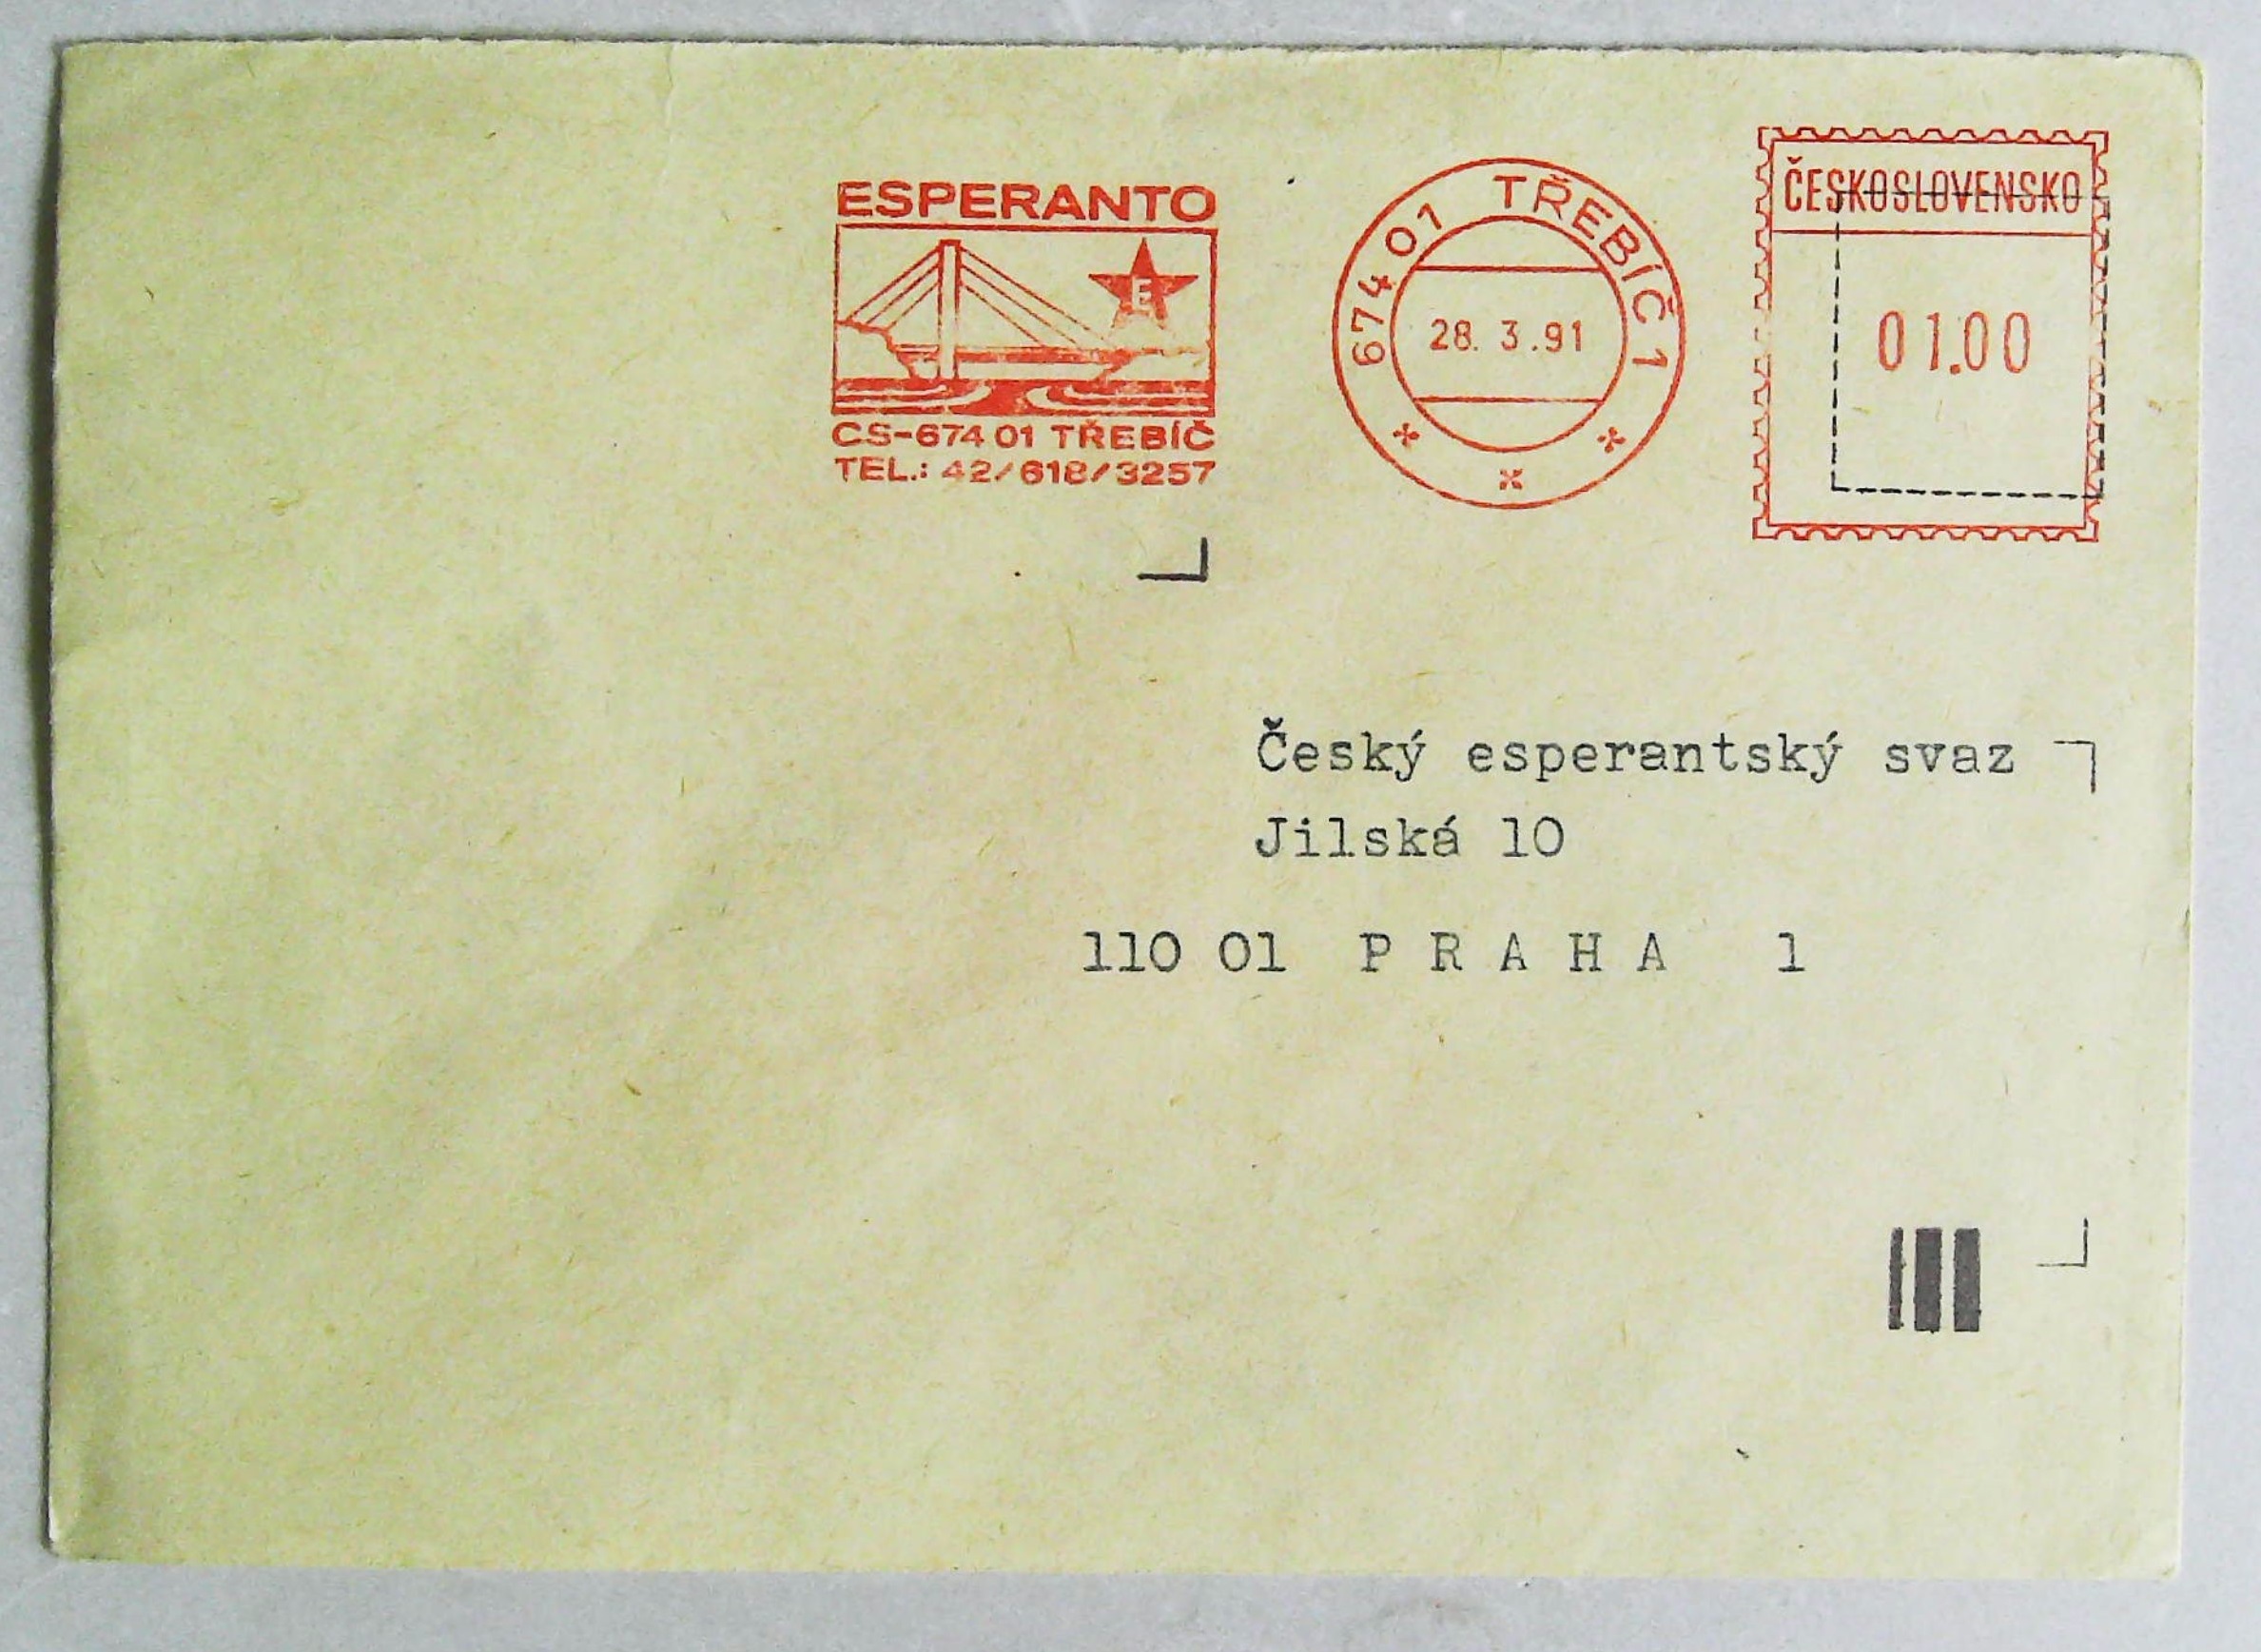 ESPERANTO
E
CS-674 01 TŘEBÍČ
TEL.: 42/618/3257
674 01 TŘEBÍČ 1
28. 3.91
ČESKOSLOVENSKO
01.00
Český esperantský svaz
Jilská 10
110 01 PRAHA 1